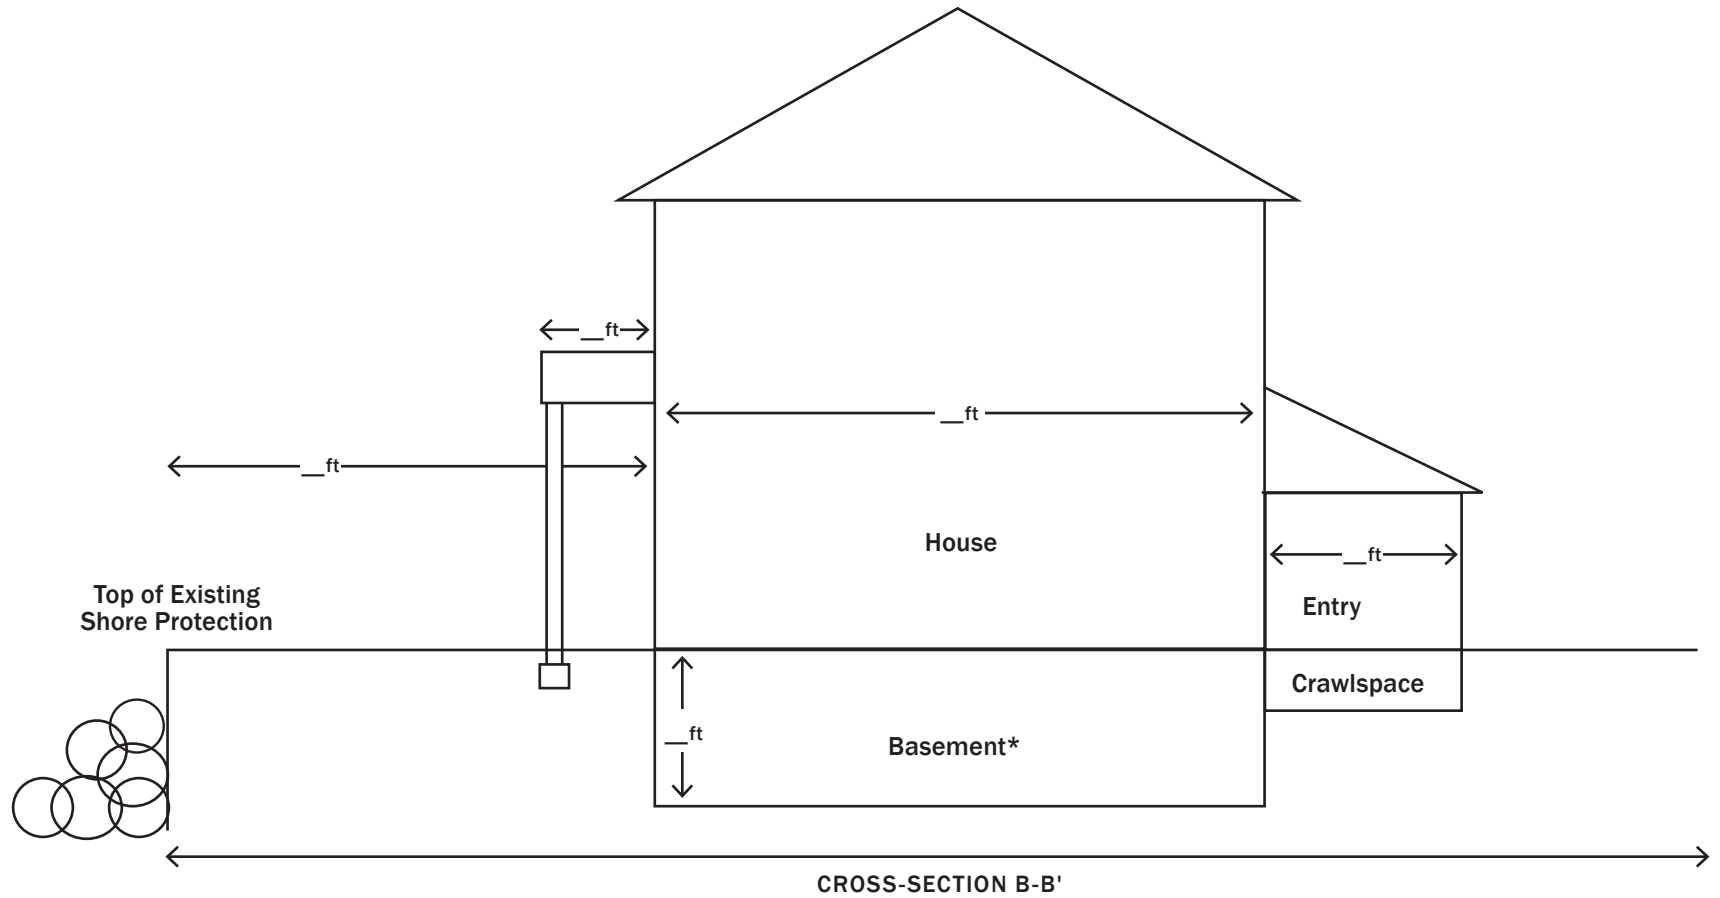 __ft
__ft
__ft
House
__ft
Top of Existing
Shore Protection
Entry
Crawlspace
__ft
Basement*
CROSS-SECTION B-B'